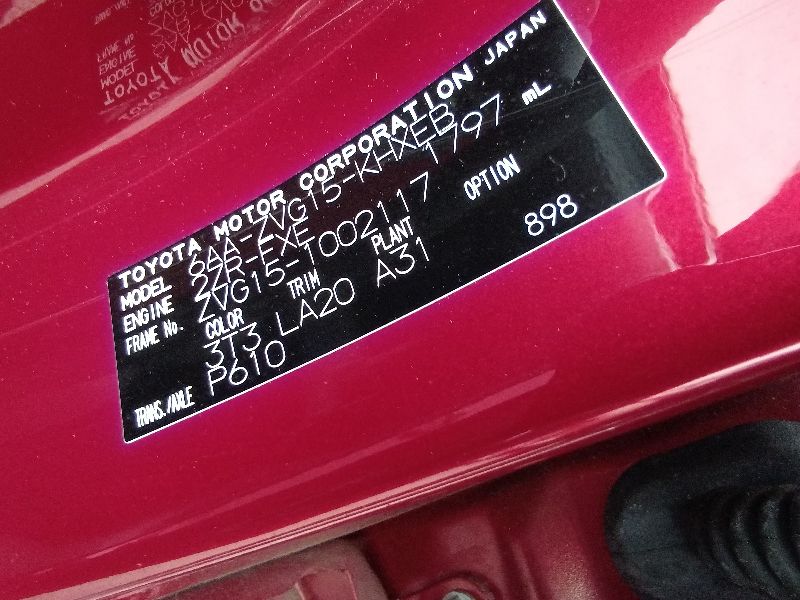 TOYOTA MOTOR CORPORATION JAPAN
MODEL 6AA-ZVG15-KHXEB
ENGINE 2ZR-EXE 1797 mL
FRAME No. ZVG15-T002117
COLOR TRIM PLANT OPTION
3T3 LA20 A31 898
TRANS./AXLE P610